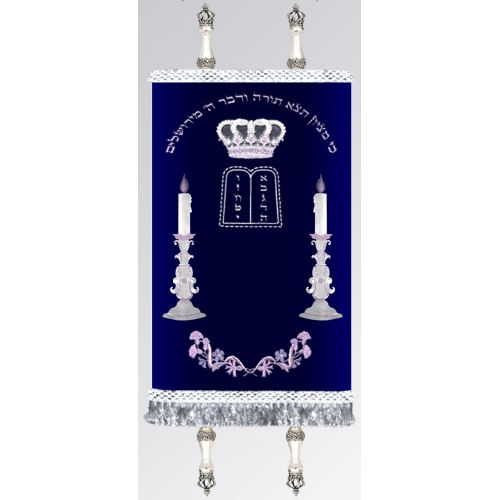 כי מציון תצא תורה ודבר ה' מירושלים
א ו
ב ז
ג ח
ד ט
ה י